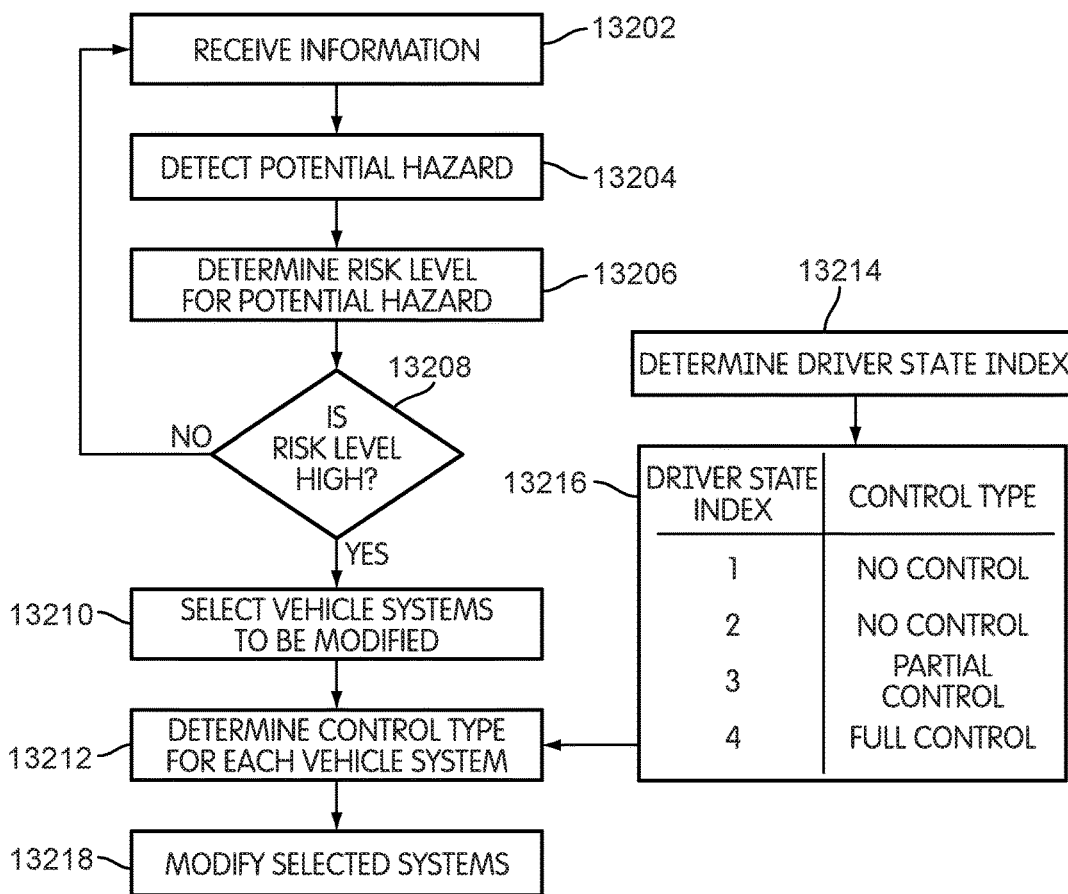 RECEIVE INFORMATION
13202
DETECT POTENTIAL HAZARD
13204
DETERMINE RISK LEVEL
FOR POTENTIAL HAZARD
13206
13208
IS
RISK LEVEL
HIGH?
NO
YES
13210
SELECT VEHICLE SYSTEMS
TO BE MODIFIED
13212
DETERMINE CONTROL TYPE
FOR EACH VEHICLE SYSTEM
13218
MODIFY SELECTED SYSTEMS
13214
DETERMINE DRIVER STATE INDEX
13216
DRIVER STATE
INDEX
CONTROL TYPE
1 NO CONTROL
2 NO CONTROL
3 PARTIAL
CONTROL
4 FULL CONTROL